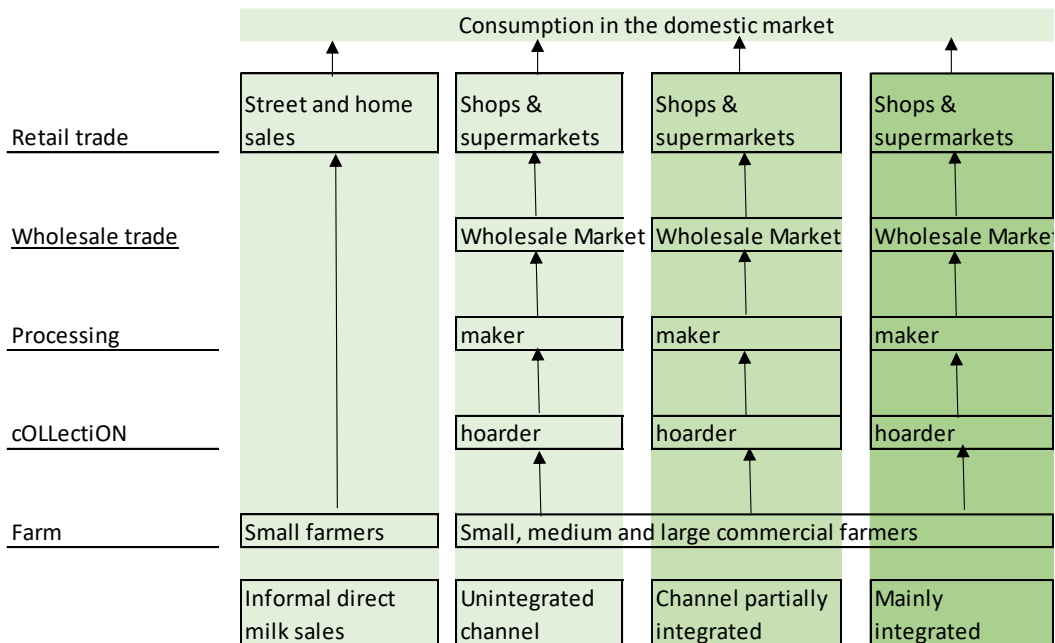 Consumption in the domestic market
Retail trade
Street and home
sales
Shops &
supermarkets
Shops &
supermarkets
Shops &
supermarkets
Wholesale trade
Wholesale Market
Wholesale Market
Wholesale Market
Processing
maker
maker
maker
cOLLectiON
hoarder
hoarder
hoarder
Farm
Small farmers
Small, medium and large commercial farmers
Informal direct
milk sales
Unintegrated
channel
Channel partially
integrated
Mainly
integrated